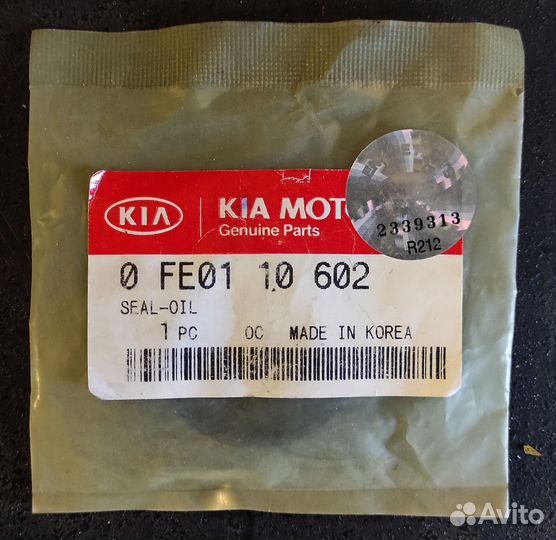 KIA
KIA MOTO
Genuine Parts
2339313
R212
0 FE01 10 602
SEAL-OIL
1 PC OC MADE IN KOREA
Avito